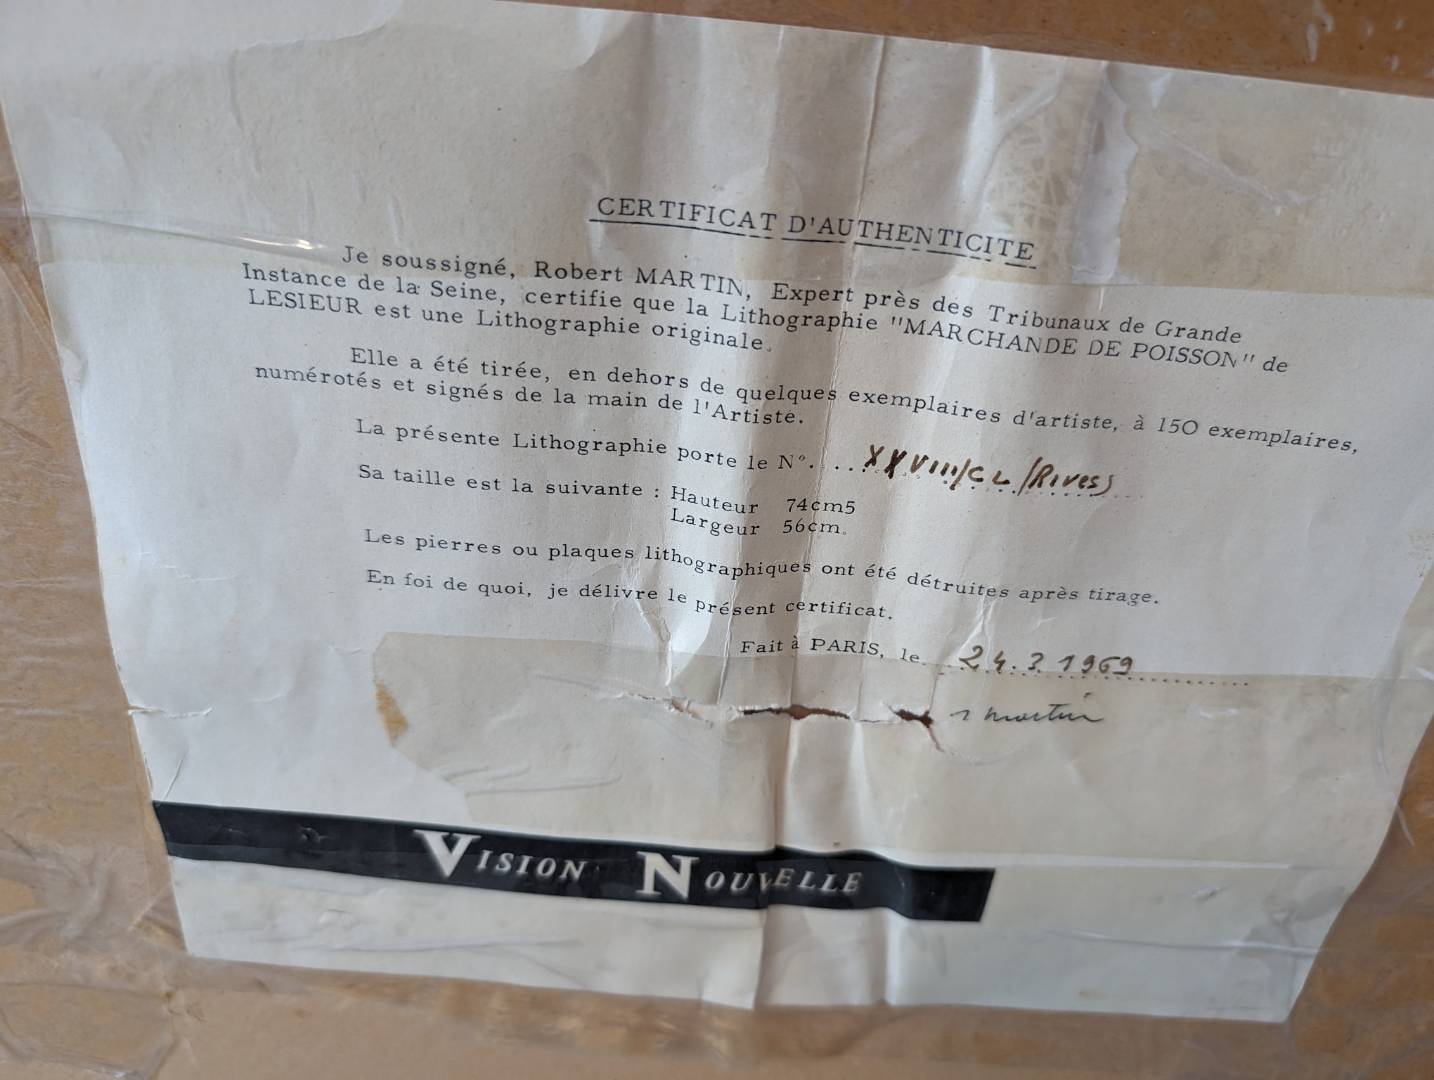 CERTIFICAT D'AUTHENTICITE
Je soussigné, Robert MARTIN, Expert près des Tribunaux de Grande
Instance de la Seine, certifie que la Lithographie "MARCHANDE DE POISSON" de
LESIEUR est une Lithographie originale.
Elle a été tirée, en dehors de quelques exemplaires d'artiste, à 150 exemplaires,
numérotés et signés de la main de l'Artiste.
La présente Lithographie porte le N°. . . . XXVIII/CL/Rives)
Sa taille est la suivante : Hauteur 74cm5
Largeur 56cm.
Les pierres ou plaques lithographiques ont été détruites après tirage.
En foi de quoi, je délivre le présent certificat.
Fait à PARIS, le 24.3.1969
r martin
VISION NOUVELLE